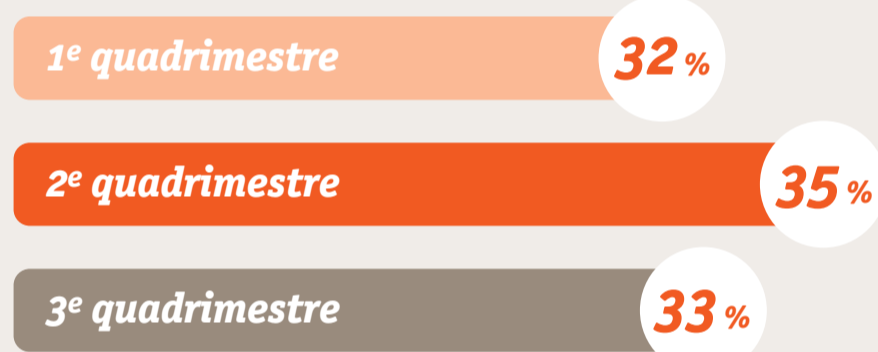 1e quadrimestre 32 %
2e quadrimestre 35 %
3e quadrimestre 33 %